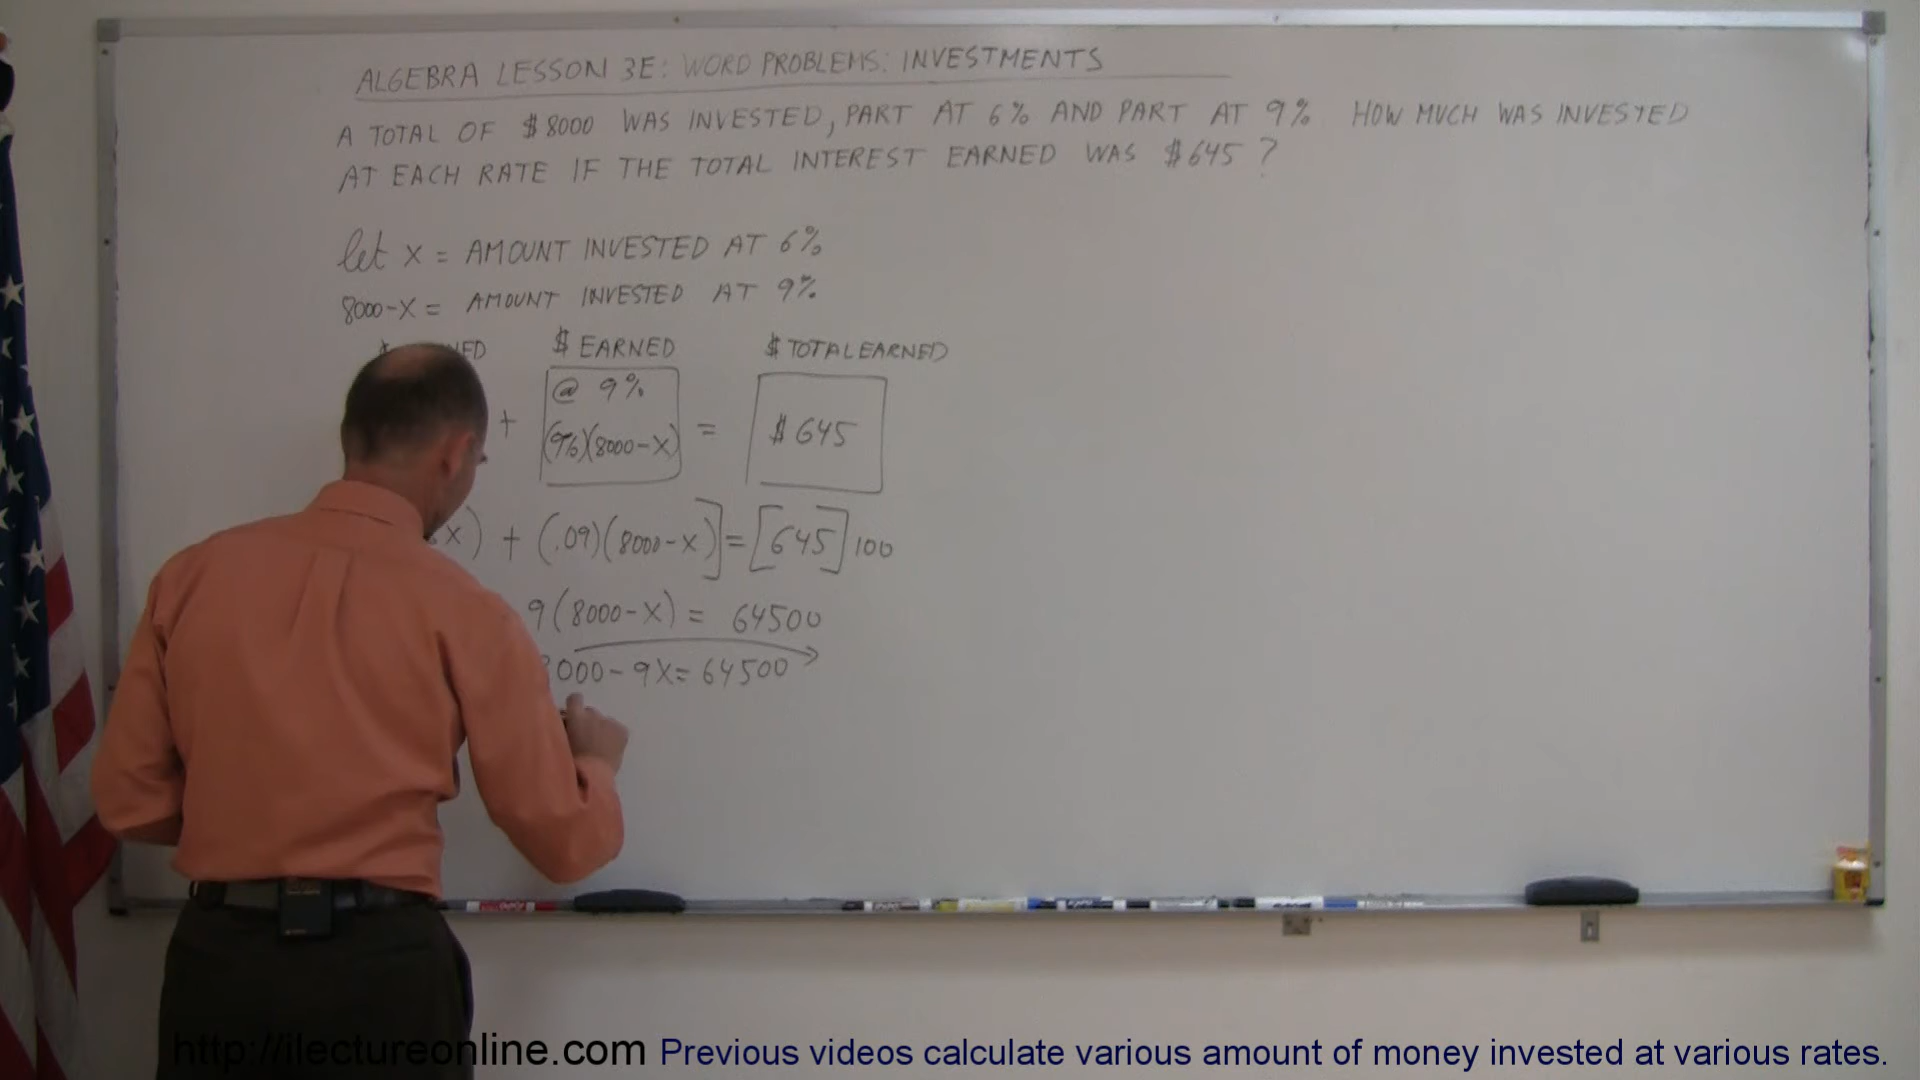 ALGEBRA LESSON 3E: WORD PROBLEMS: INVESTMENTS
A TOTAL OF $8000 WAS INVESTED, PART AT 6% AND PART AT 9% HOW MUCH WAS INVESTED
AT EACH RATE IF THE TOTAL INTEREST EARNED WAS $645 ?
let x = AMOUNT INVESTED AT 6%
8000-X = AMOUNT INVESTED AT 9%
$ EARNED $ TOTAL EARNED
@ 9%
+ (9%)(8000-X) = $645
X) + (.09)(8000-X)] = [645]100
9(8000-X) = 64500
000-9X=64500
http://ilectureonline.com Previous videos calculate various amount of money invested at various rates.